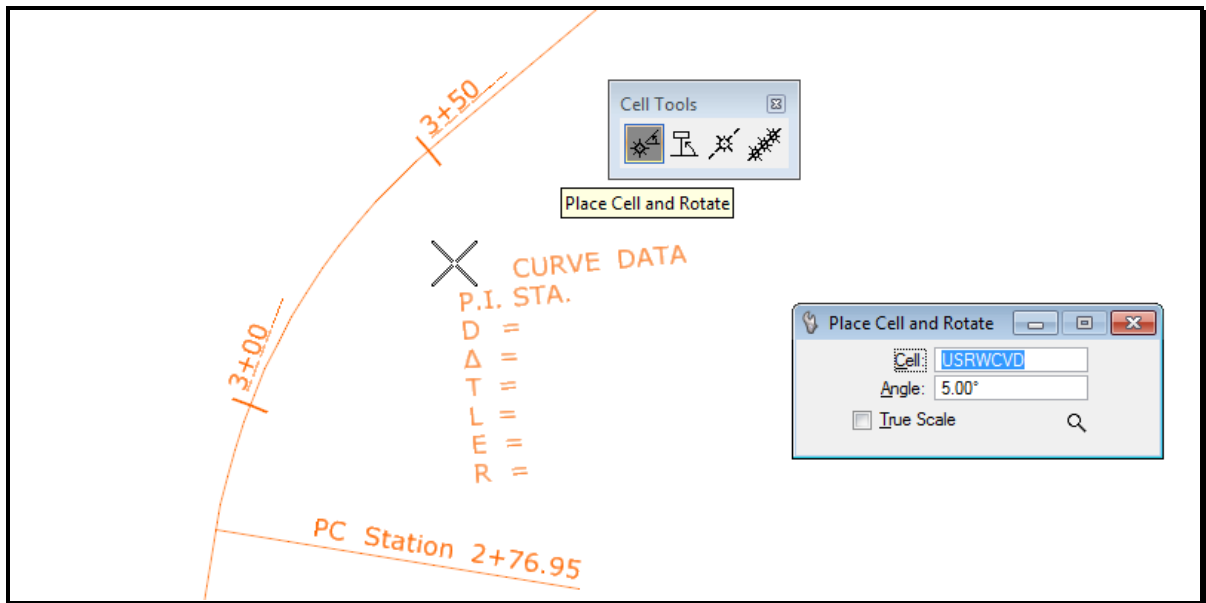 3+50
Cell Tools
Place Cell and Rotate
CURVE DATA
P.I. STA.
D =
Δ =
T =
L =
E =
R =
3+00
Place Cell and Rotate
Cell: USRWCVD
Angle: 5.00°
True Scale
PC Station 2+76.95